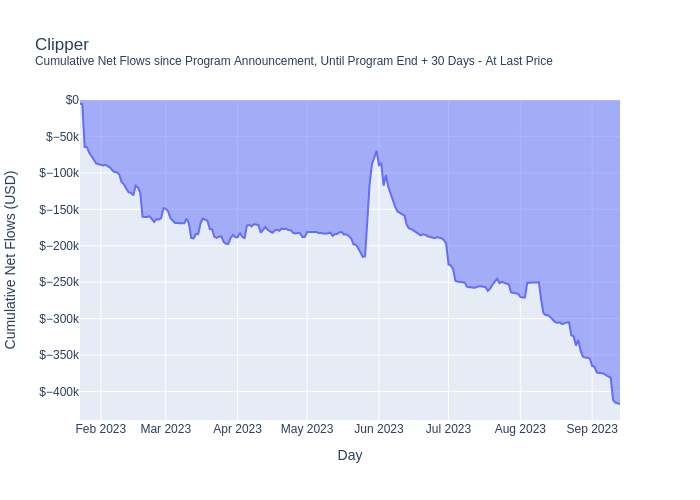 Clipper
Cumulative Net Flows since Program Announcement, Until Program End + 30 Days - At Last Price
Cumulative Net Flows (USD)
$0
$−50k
$−100k
$−150k
$−200k
$−250k
$−300k
$−350k
$−400k
Feb 2023
Mar 2023
Apr 2023
May 2023
Jun 2023
Jul 2023
Aug 2023
Sep 2023
Day